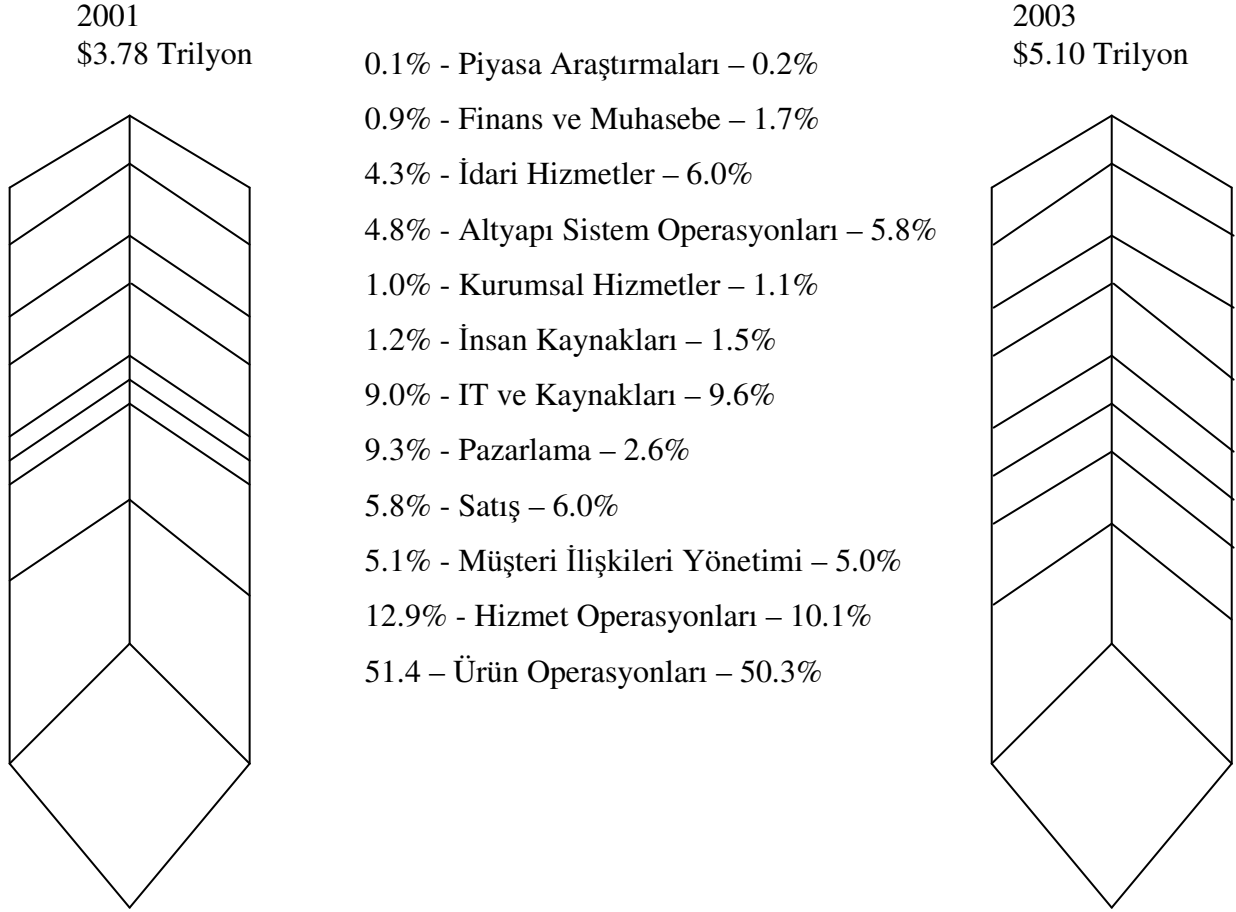 2001
$3.78 Trilyon
2003
$5.10 Trilyon
0.1% - Piyasa Araştırmaları – 0.2%
0.9% - Finans ve Muhasebe – 1.7%
4.3% - İdari Hizmetler – 6.0%
4.8% - Altyapı Sistem Operasyonları – 5.8%
1.0% - Kurumsal Hizmetler – 1.1%
1.2% - İnsan Kaynakları – 1.5%
9.0% - IT ve Kaynakları – 9.6%
9.3% - Pazarlama – 2.6%
5.8% - Satış – 6.0%
5.1% - Müşteri İlişkileri Yönetimi – 5.0%
12.9% - Hizmet Operasyonları – 10.1%
51.4 – Ürün Operasyonları – 50.3%